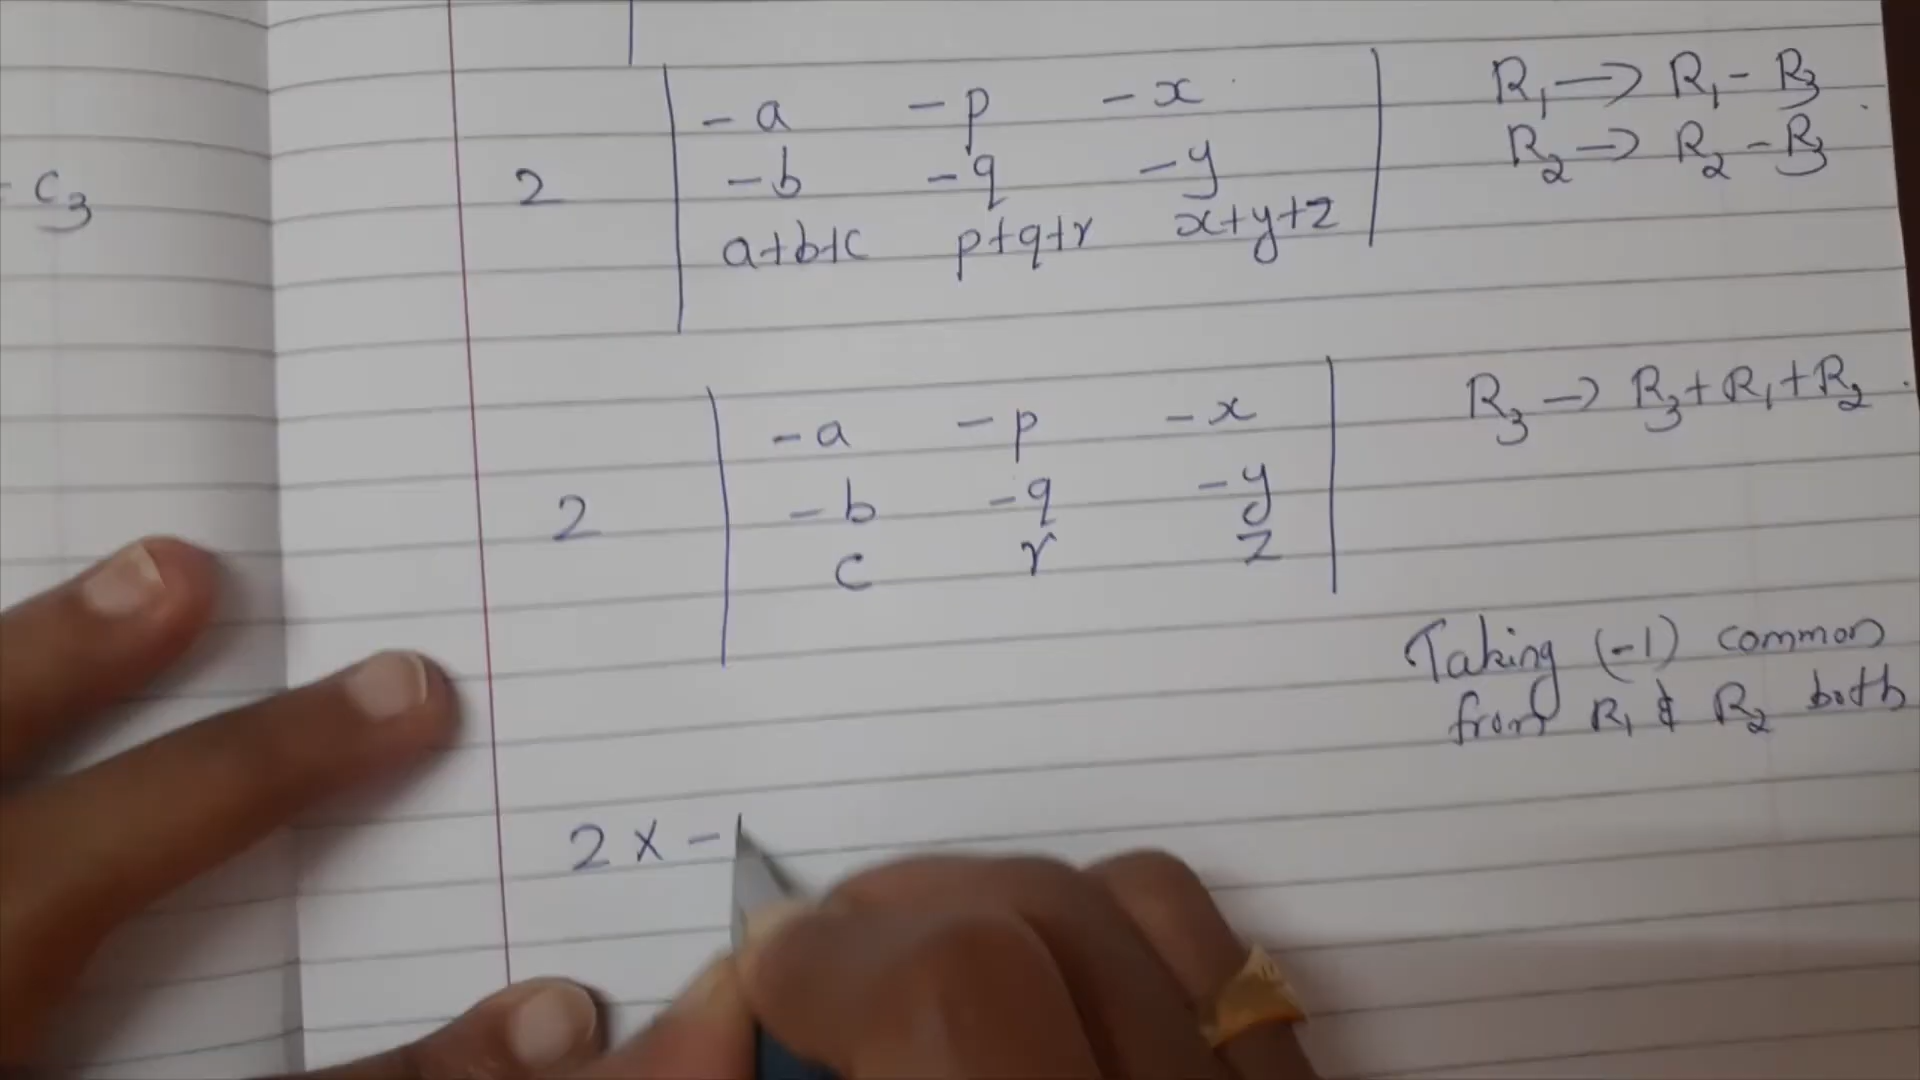 - c3
-a -p -x R1 → R1 - R3
2 -b -q -y R2 → R2 - R3
a+b+c p+q+r x+y+z
-a -p -x R3 → R3 + R1 + R2
2 -b -q -y
c r z
Taking (-1) common
from R1 & R2 both
2 x -1